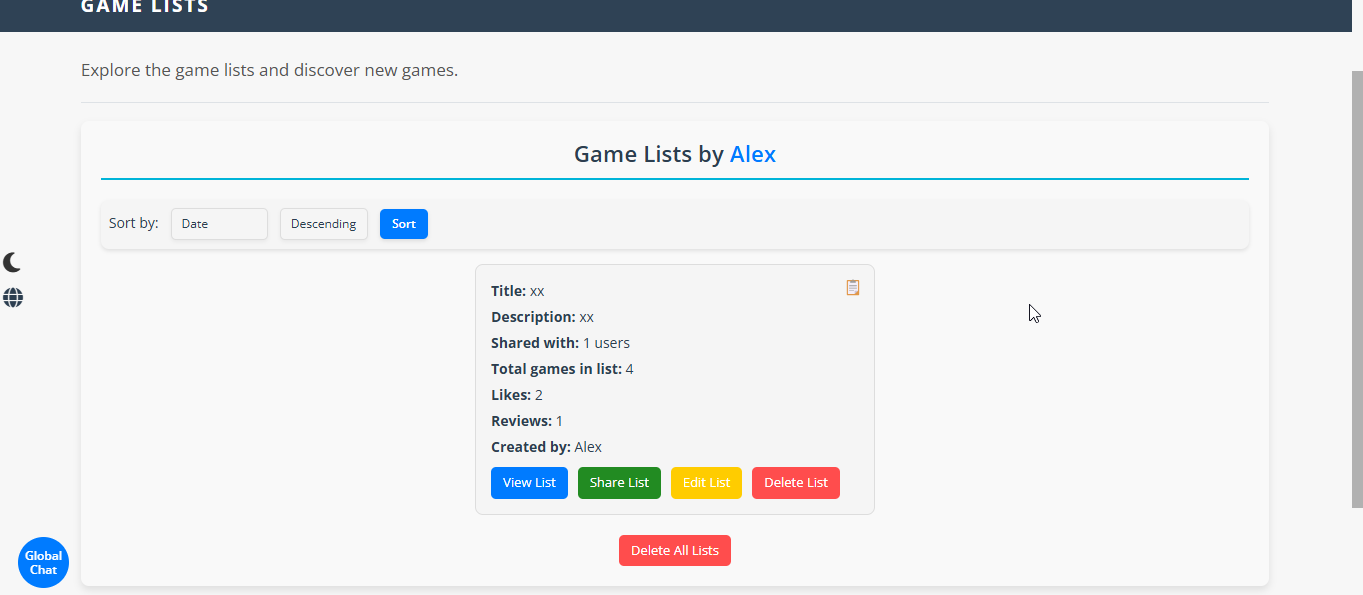 GAME LISTS
Explore the game lists and discover new games.
Game Lists by Alex
Sort by: Date Descending Sort
Title: xx
Description: xx
Shared with: 1 users
Total games in list: 4
Likes: 2
Reviews: 1
Created by: Alex
View List Share List Edit List Delete List
Delete All Lists
Global
Chat